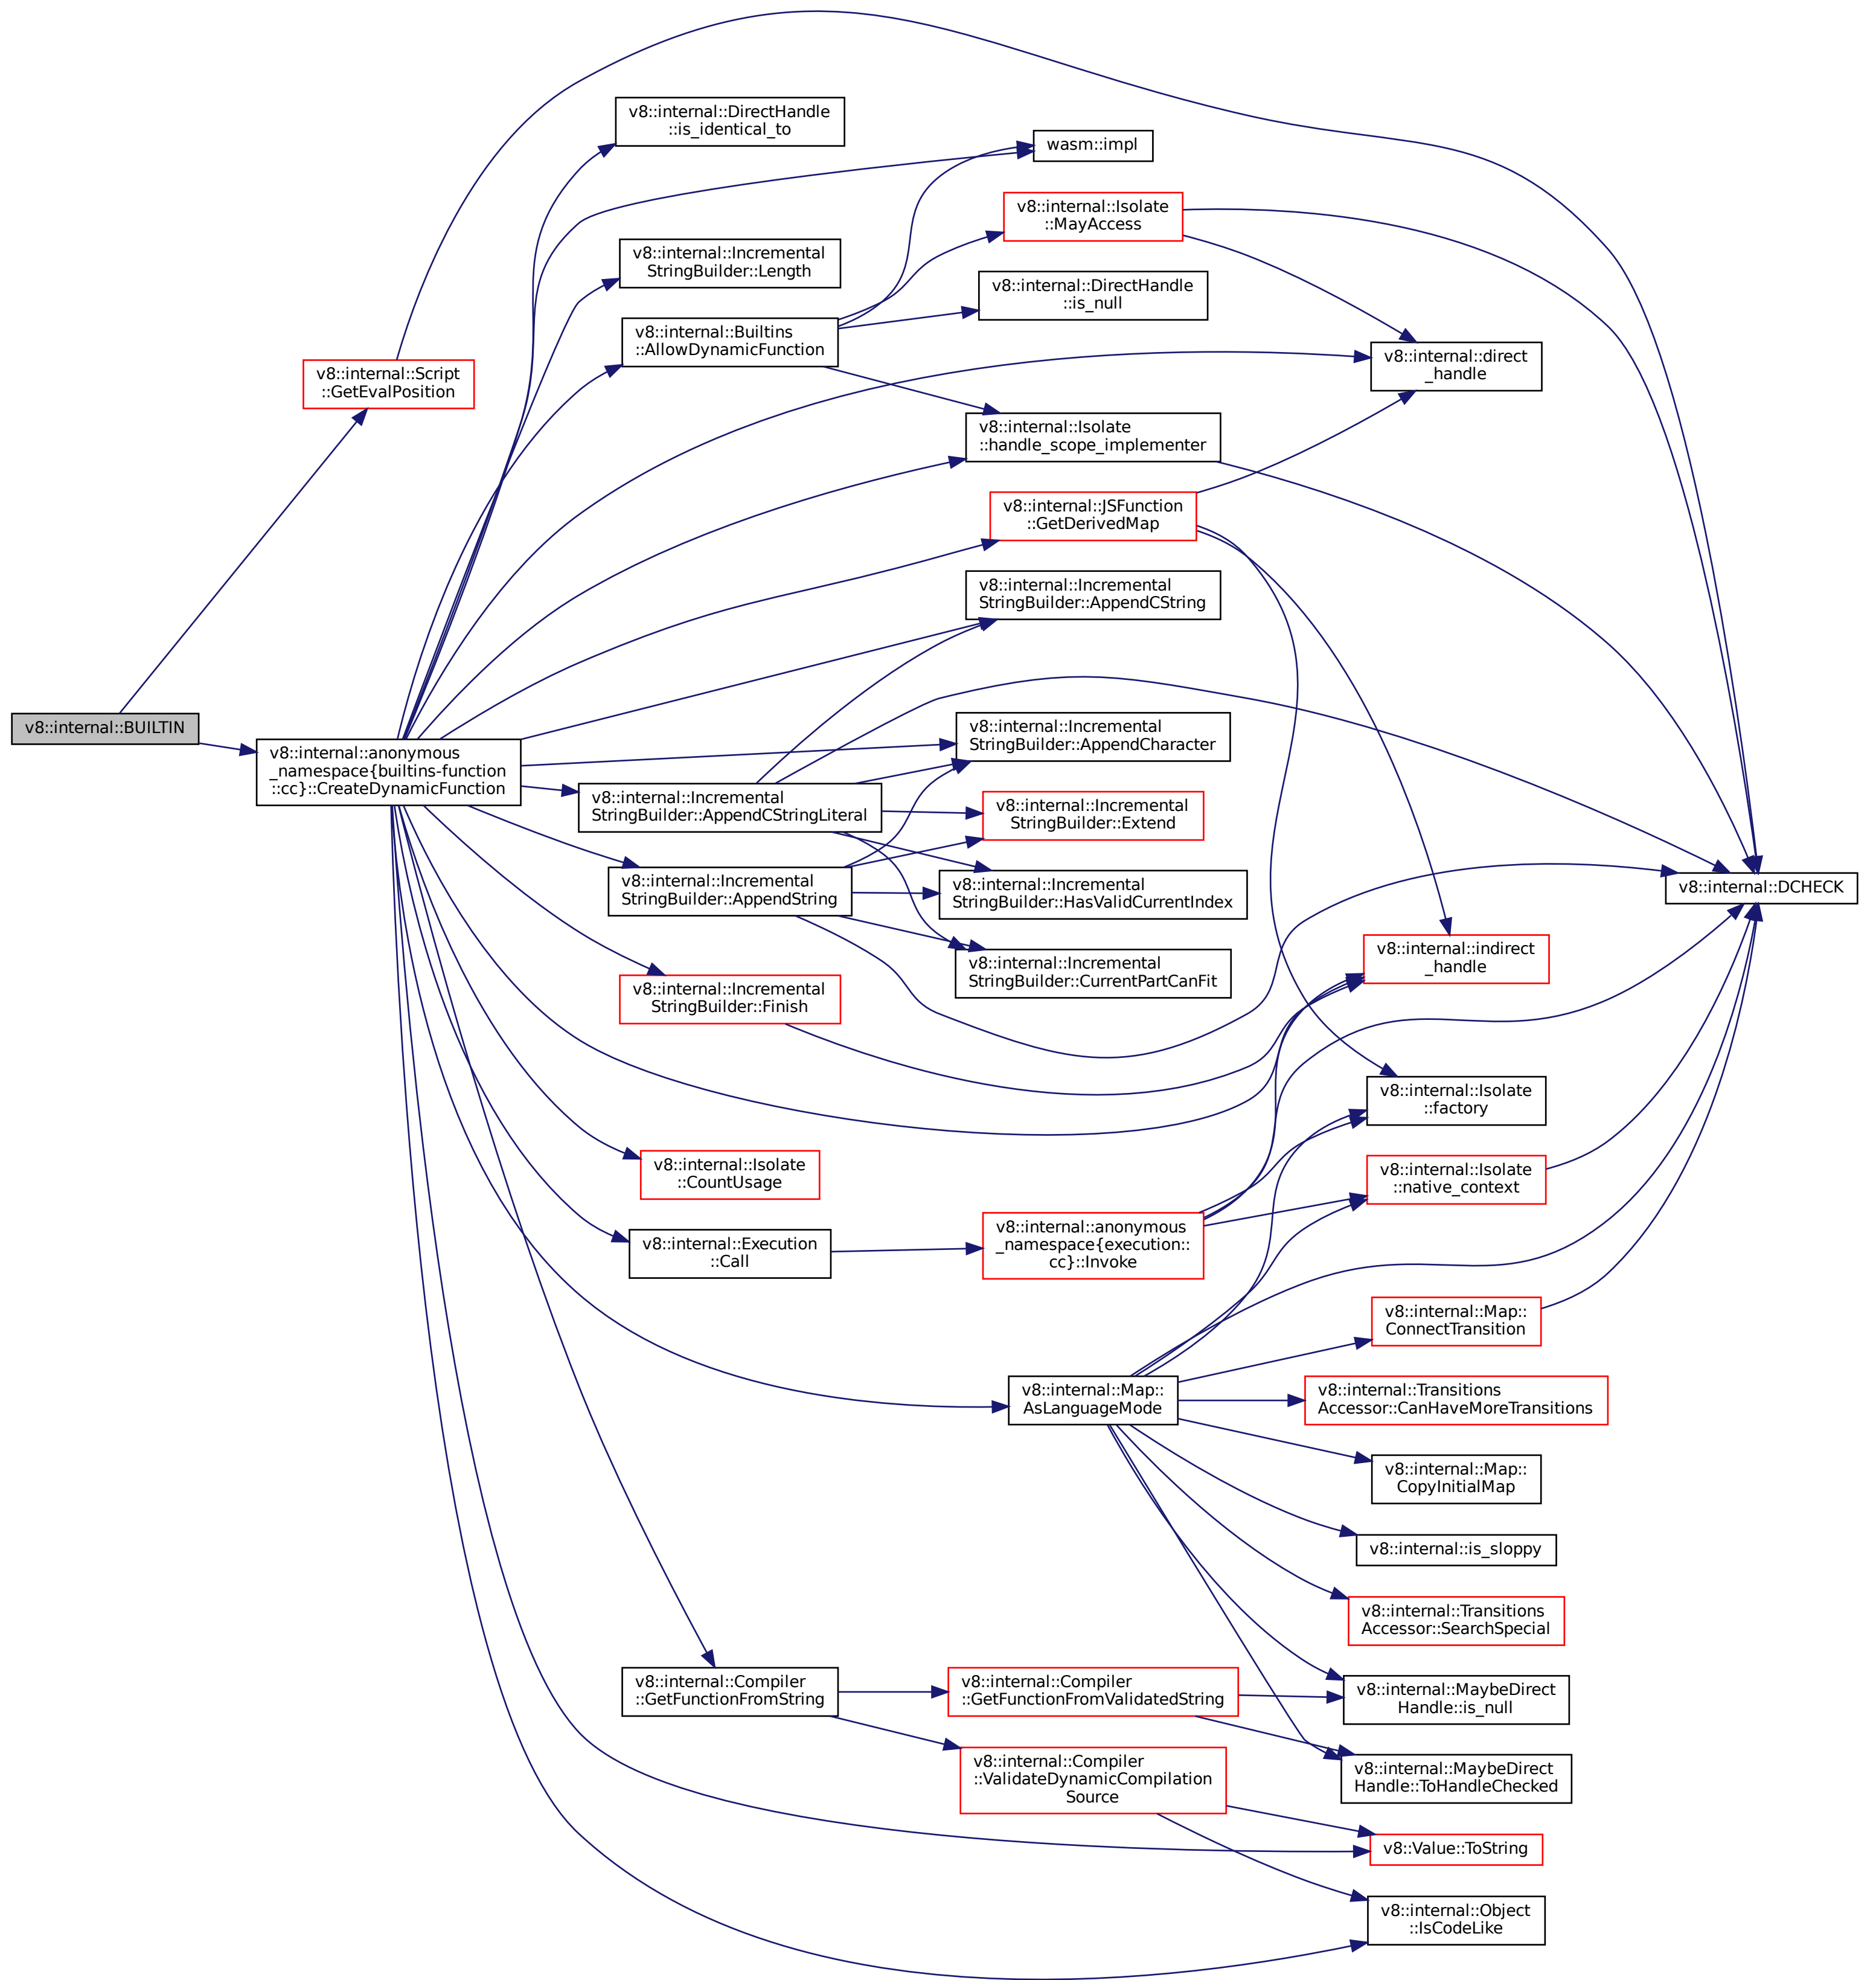 v8::internal::BUILTIN
v8::internal::Script
::GetEvalPosition
v8::internal::anonymous
_namespace{builtins-function
::cc}::CreateDynamicFunction
v8::internal::DirectHandle
::is_identical_to
v8::internal::Incremental
StringBuilder::Length
v8::internal::Builtins
::AllowDynamicFunction
v8::internal::Incremental
StringBuilder::AppendCStringLiteral
v8::internal::Incremental
StringBuilder::AppendString
v8::internal::Incremental
StringBuilder::Finish
v8::internal::Isolate
::CountUsage
v8::internal::Execution
::Call
v8::internal::Compiler
::GetFunctionFromString
wasm::impl
v8::internal::Isolate
::MayAccess
v8::internal::DirectHandle
::is_null
v8::internal::Isolate
::handle_scope_implementer
v8::internal::JSFunction
::GetDerivedMap
v8::internal::Incremental
StringBuilder::AppendCString
v8::internal::Incremental
StringBuilder::AppendCharacter
v8::internal::Incremental
StringBuilder::Extend
v8::internal::Incremental
StringBuilder::HasValidCurrentIndex
v8::internal::Incremental
StringBuilder::CurrentPartCanFit
v8::internal::anonymous
_namespace{execution::
cc}::Invoke
v8::internal::Map::
AsLanguageMode
v8::internal::Compiler
::GetFunctionFromValidatedString
v8::internal::Compiler
::ValidateDynamicCompilation
Source
v8::internal::direct
_handle
v8::internal::indirect
_handle
v8::internal::Isolate
::factory
v8::internal::Isolate
::native_context
v8::internal::Map::
ConnectTransition
v8::internal::Transitions
Accessor::CanHaveMoreTransitions
v8::internal::Map::
CopyInitialMap
v8::internal::is_sloppy
v8::internal::Transitions
Accessor::SearchSpecial
v8::internal::MaybeDirect
Handle::is_null
v8::internal::MaybeDirect
Handle::ToHandleChecked
v8::Value::ToString
v8::internal::Object
::IsCodeLike
v8::internal::DCHECK